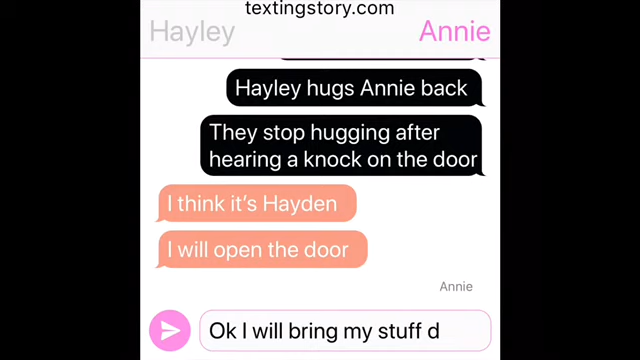 textingstory.com
Hayley Annie
Hayley hugs Annie back
They stop hugging after
hearing a knock on the door
I think it’s Hayden
I will open the door
Annie
Ok I will bring my stuff d